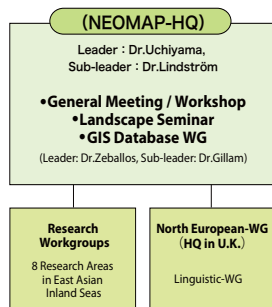 (NEOMAP-HQ)
Leader : Dr.Uchiyama,
Sub-leader : Dr.Lindström
•General Meeting / Workshop
•Landscape Seminar
•GIS Database WG
(Leader: Dr.Zeballos, Sub-leader: Dr.Gillam)
Research
Workgroups
8 Research Areas
in East Asian
Inland Seas
North European-WG
(HQ in U.K.)
Linguistic-WG